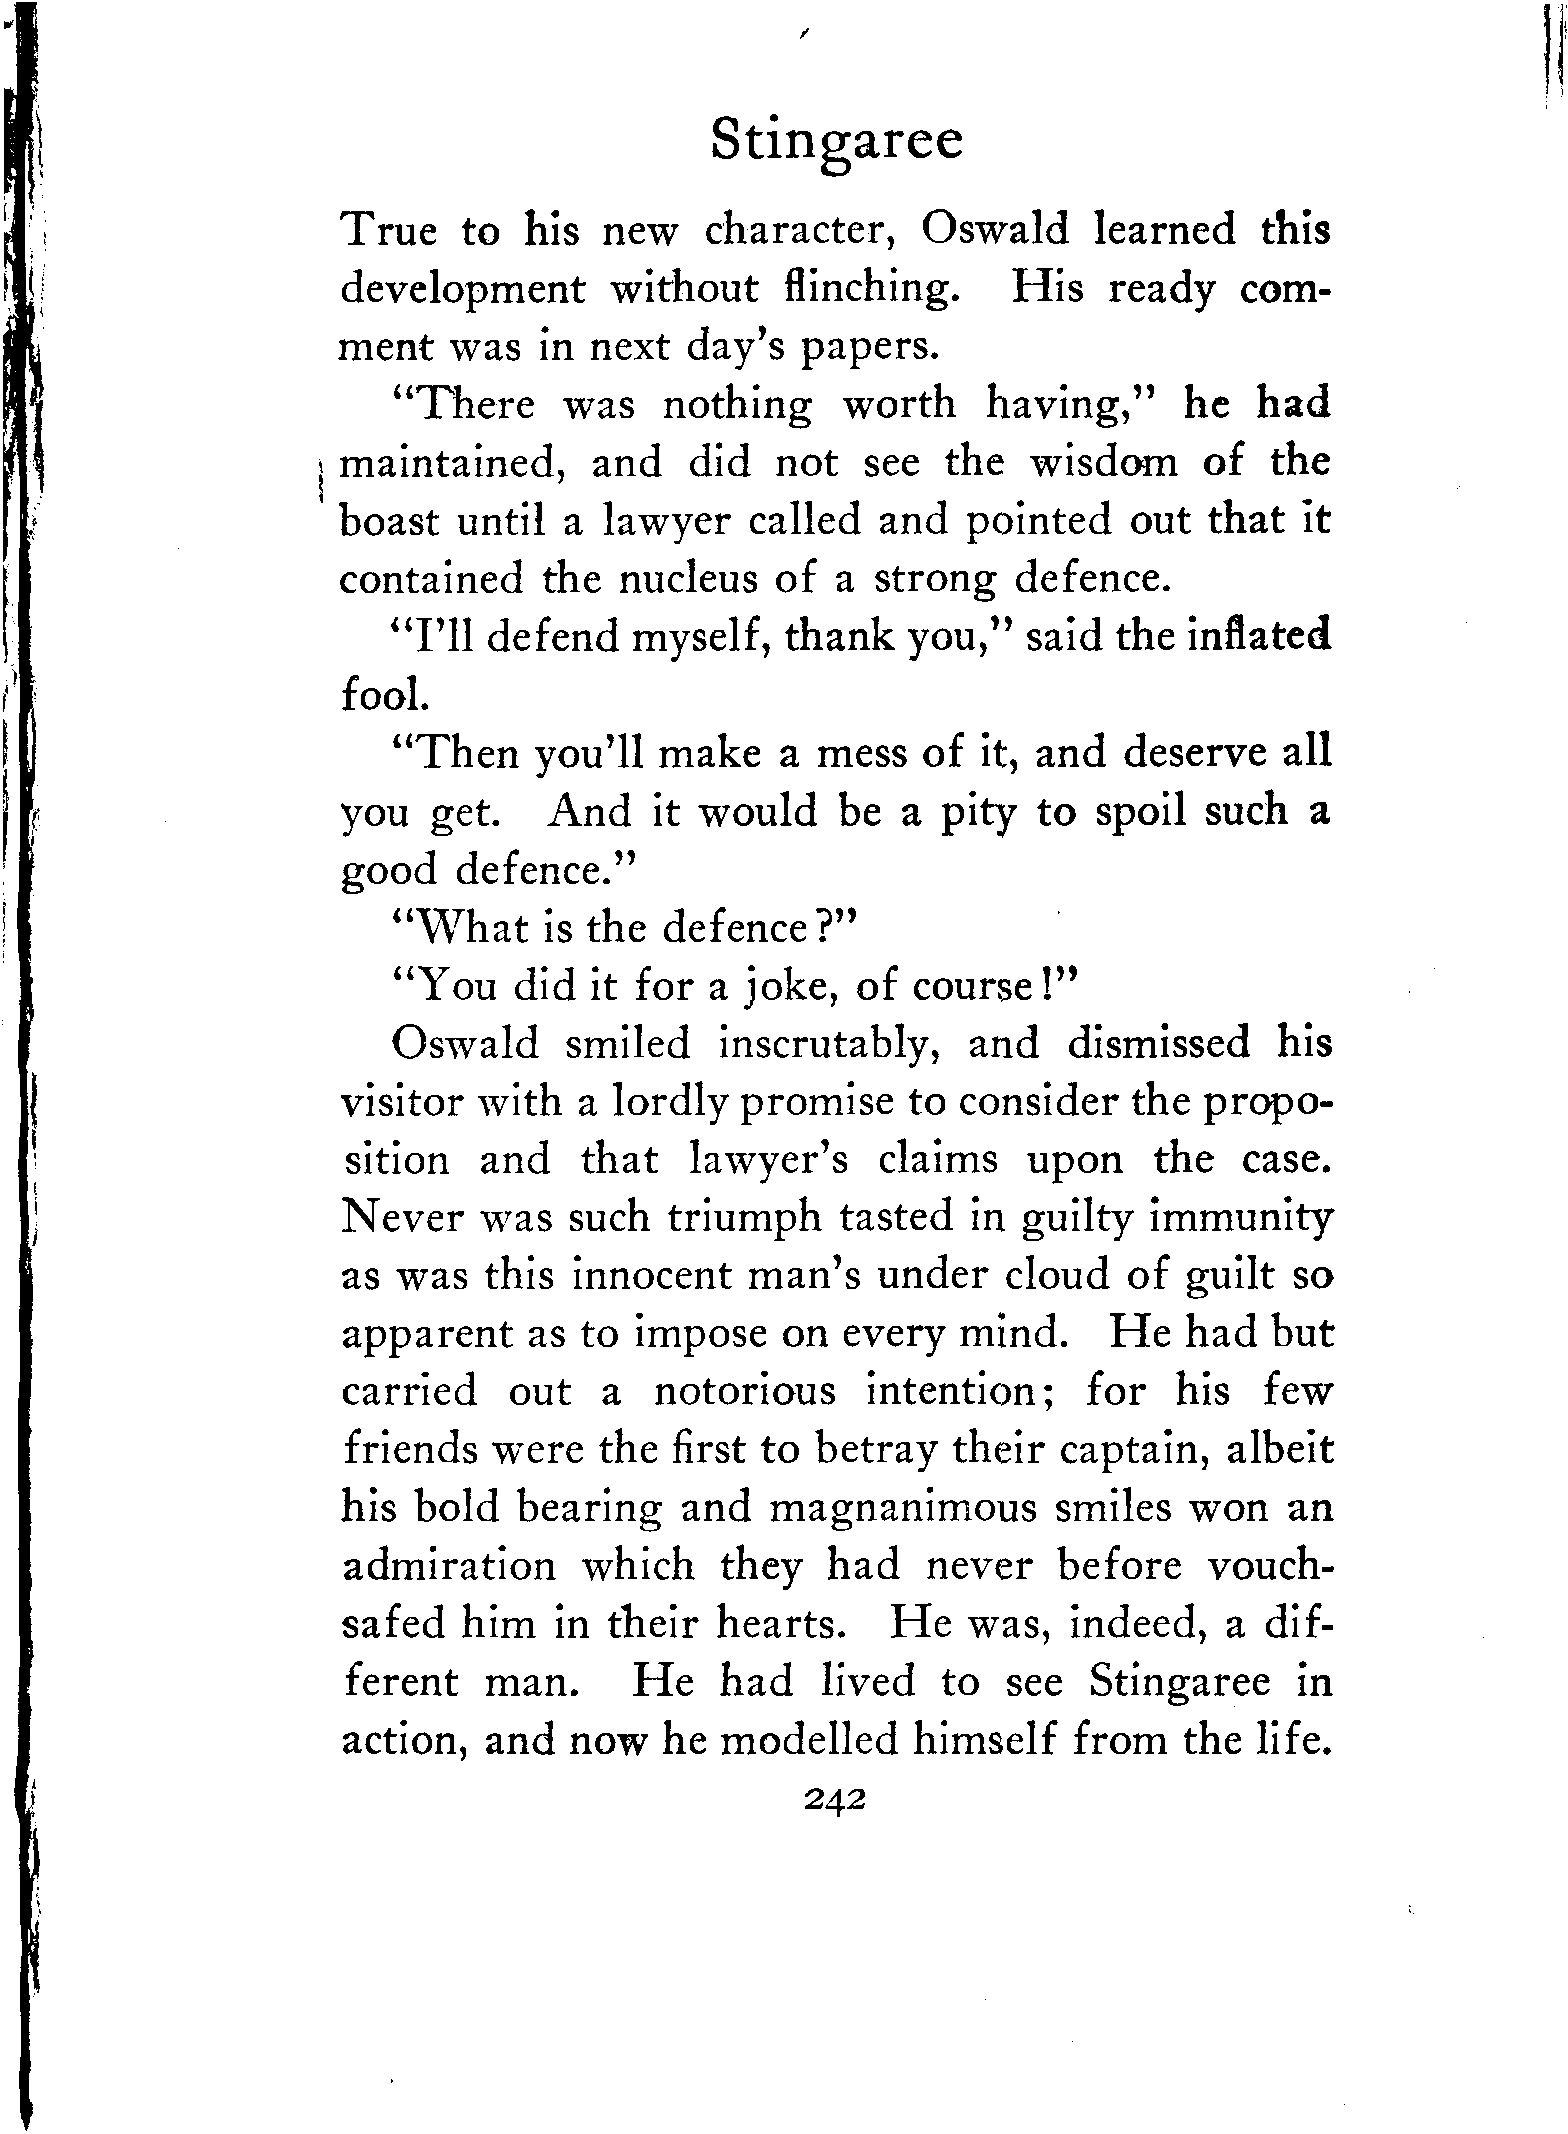 Stingaree
True to his new character, Oswald learned this
development without flinching. His ready com-
ment was in next day's papers.
"There was nothing worth having," he had
maintained, and did not see the wisdom of the
boast until a lawyer called and pointed out that it
contained the nucleus of a strong defence.
"I'll defend myself, thank you," said the inflated
fool.
"Then you'll make a mess of it, and deserve all
you get. And it would be a pity to spoil such a
good defence."
"What is the defence?"
"You did it for a joke, of course!"
Oswald smiled inscrutably, and dismissed his
visitor with a lordly promise to consider the propo-
sition and that lawyer's claims upon the case.
Never was such triumph tasted in guilty immunity
as was this innocent man's under cloud of guilt so
apparent as to impose on every mind. He had but
carried out a notorious intention; for his few
friends were the first to betray their captain, albeit
his bold bearing and magnanimous smiles won an
admiration which they had never before vouch-
safed him in their hearts. He was, indeed, a dif-
ferent man. He had lived to see Stingaree in
action, and now he modelled himself from the life.
242